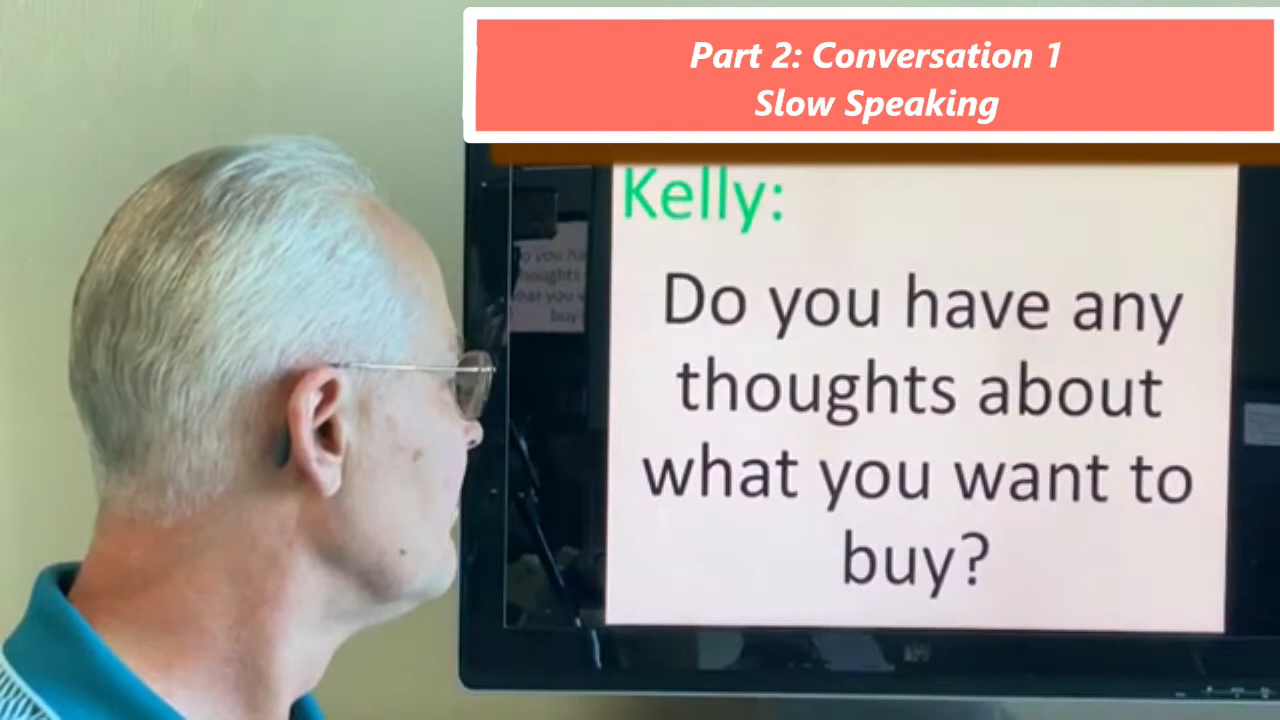 Part 2: Conversation 1
Slow Speaking
Kelly:
Do you have any
thoughts about
what you want to
buy?